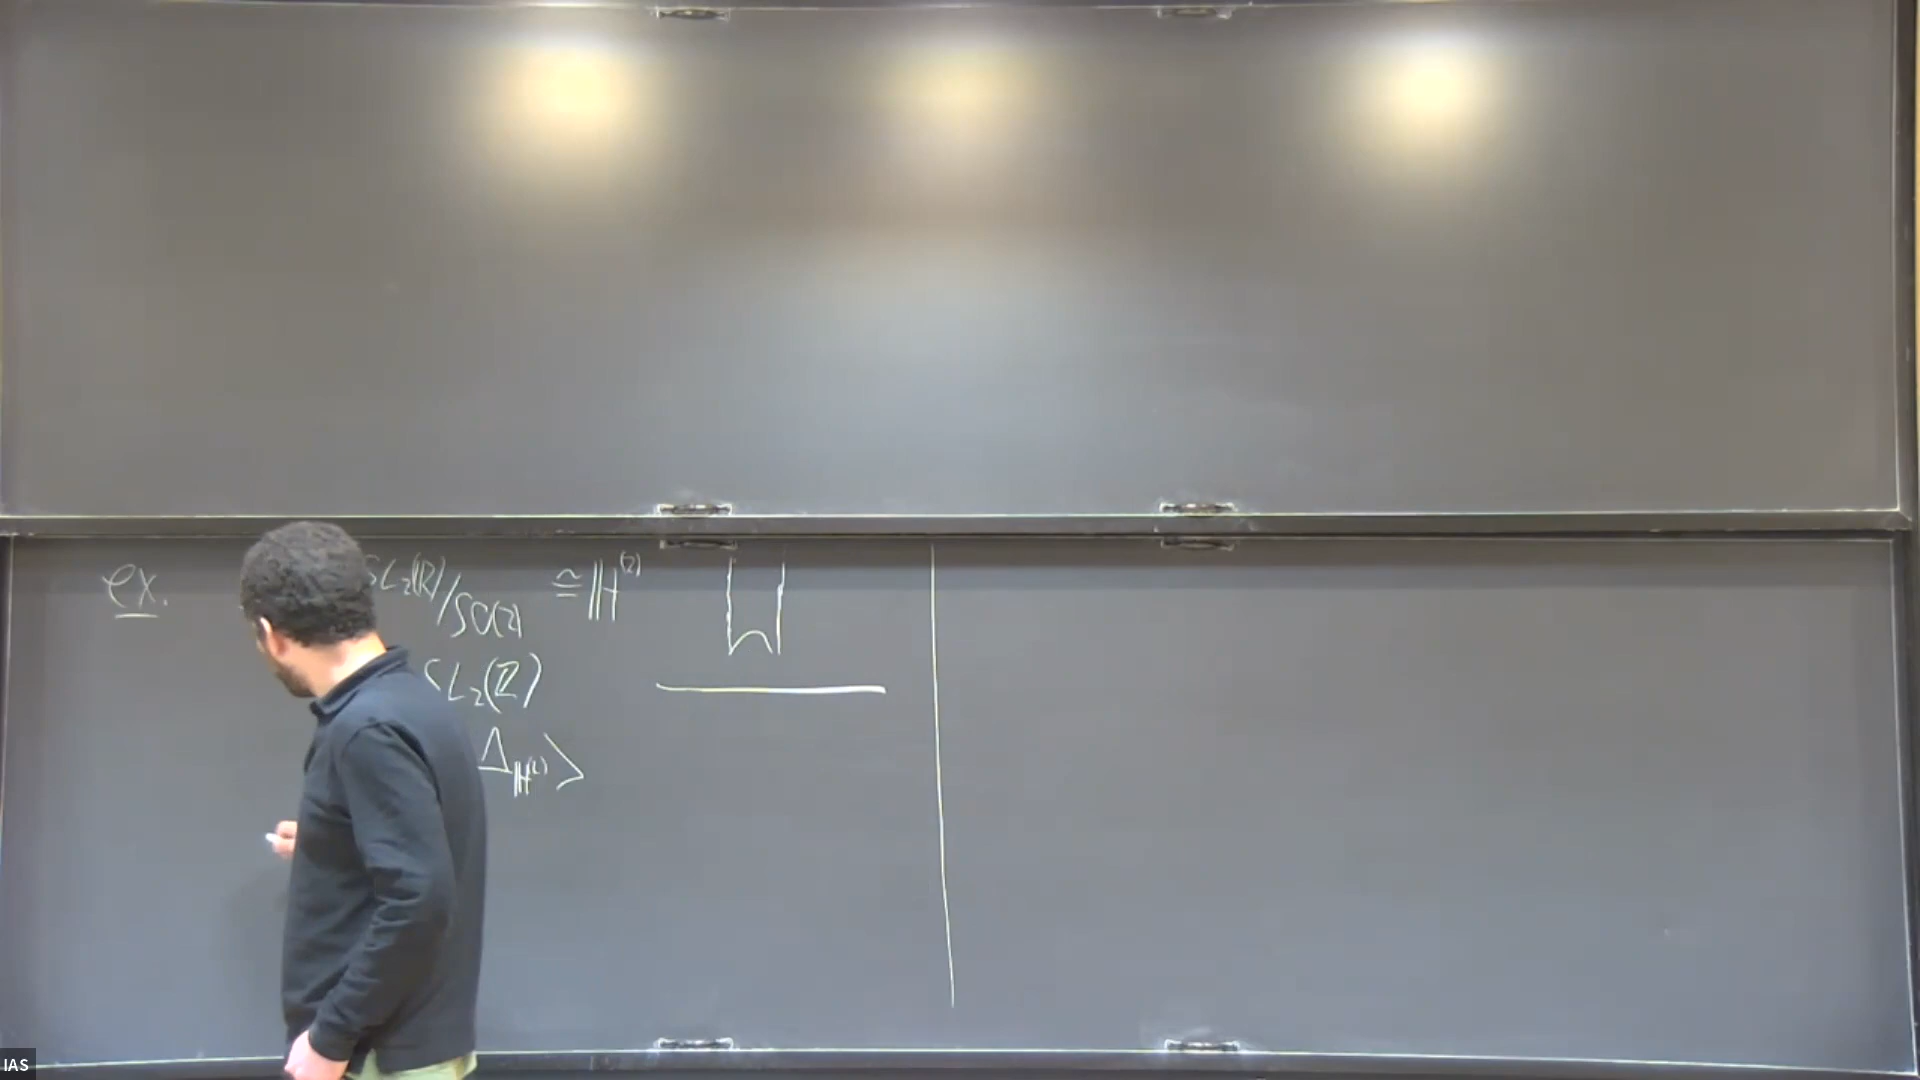 ex. SL₂(ℝ)/SO(2) ≅ ℍ⁽²⁾
SL₂(ℤ)
Δ_ℍ⁽²⁾ >
IAS